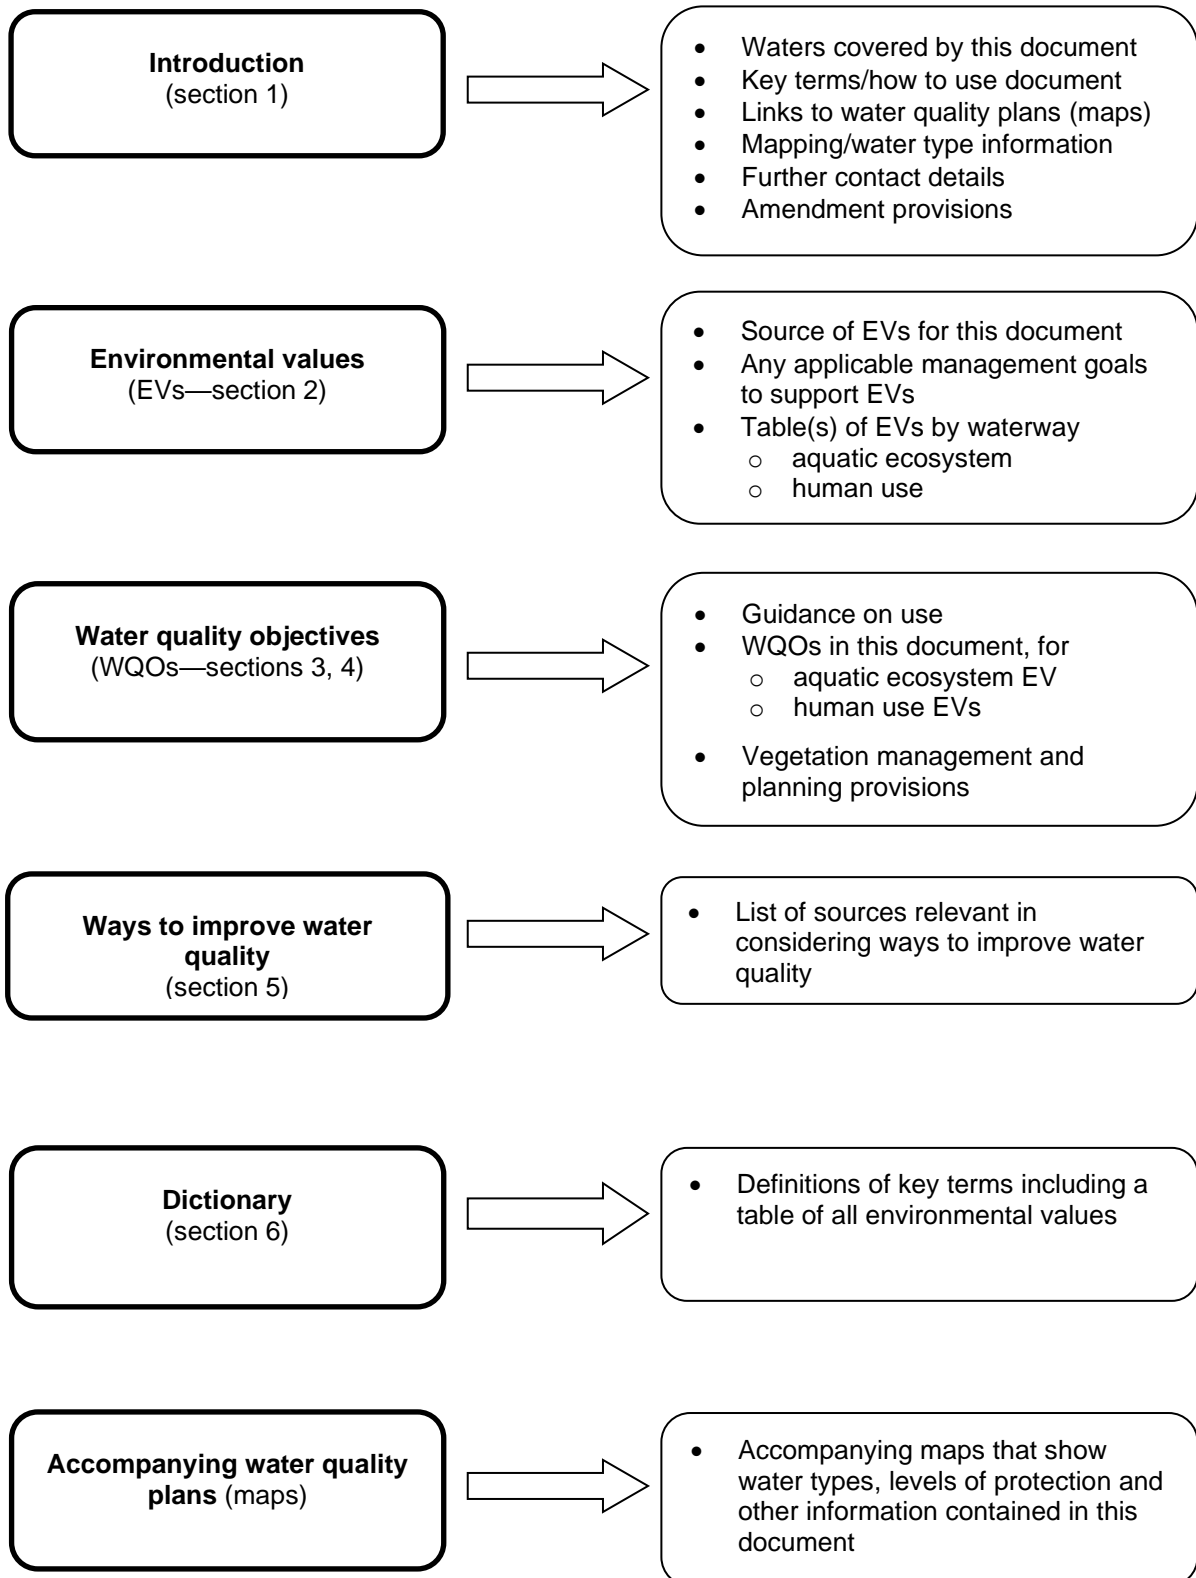 Introduction
(section 1)
• Waters covered by this document
• Key terms/how to use document
• Links to water quality plans (maps)
• Mapping/water type information
• Further contact details
• Amendment provisions
Environmental values
(EVs—section 2)
• Source of EVs for this document
• Any applicable management goals
to support EVs
• Table(s) of EVs by waterway
o aquatic ecosystem
o human use
Water quality objectives
(WQOs—sections 3, 4)
• Guidance on use
• WQOs in this document, for
o aquatic ecosystem EV
o human use EVs
• Vegetation management and
planning provisions
Ways to improve water
quality
(section 5)
• List of sources relevant in
considering ways to improve water
quality
Dictionary
(section 6)
• Definitions of key terms including a
table of all environmental values
Accompanying water quality
plans (maps)
• Accompanying maps that show
water types, levels of protection and
other information contained in this
document